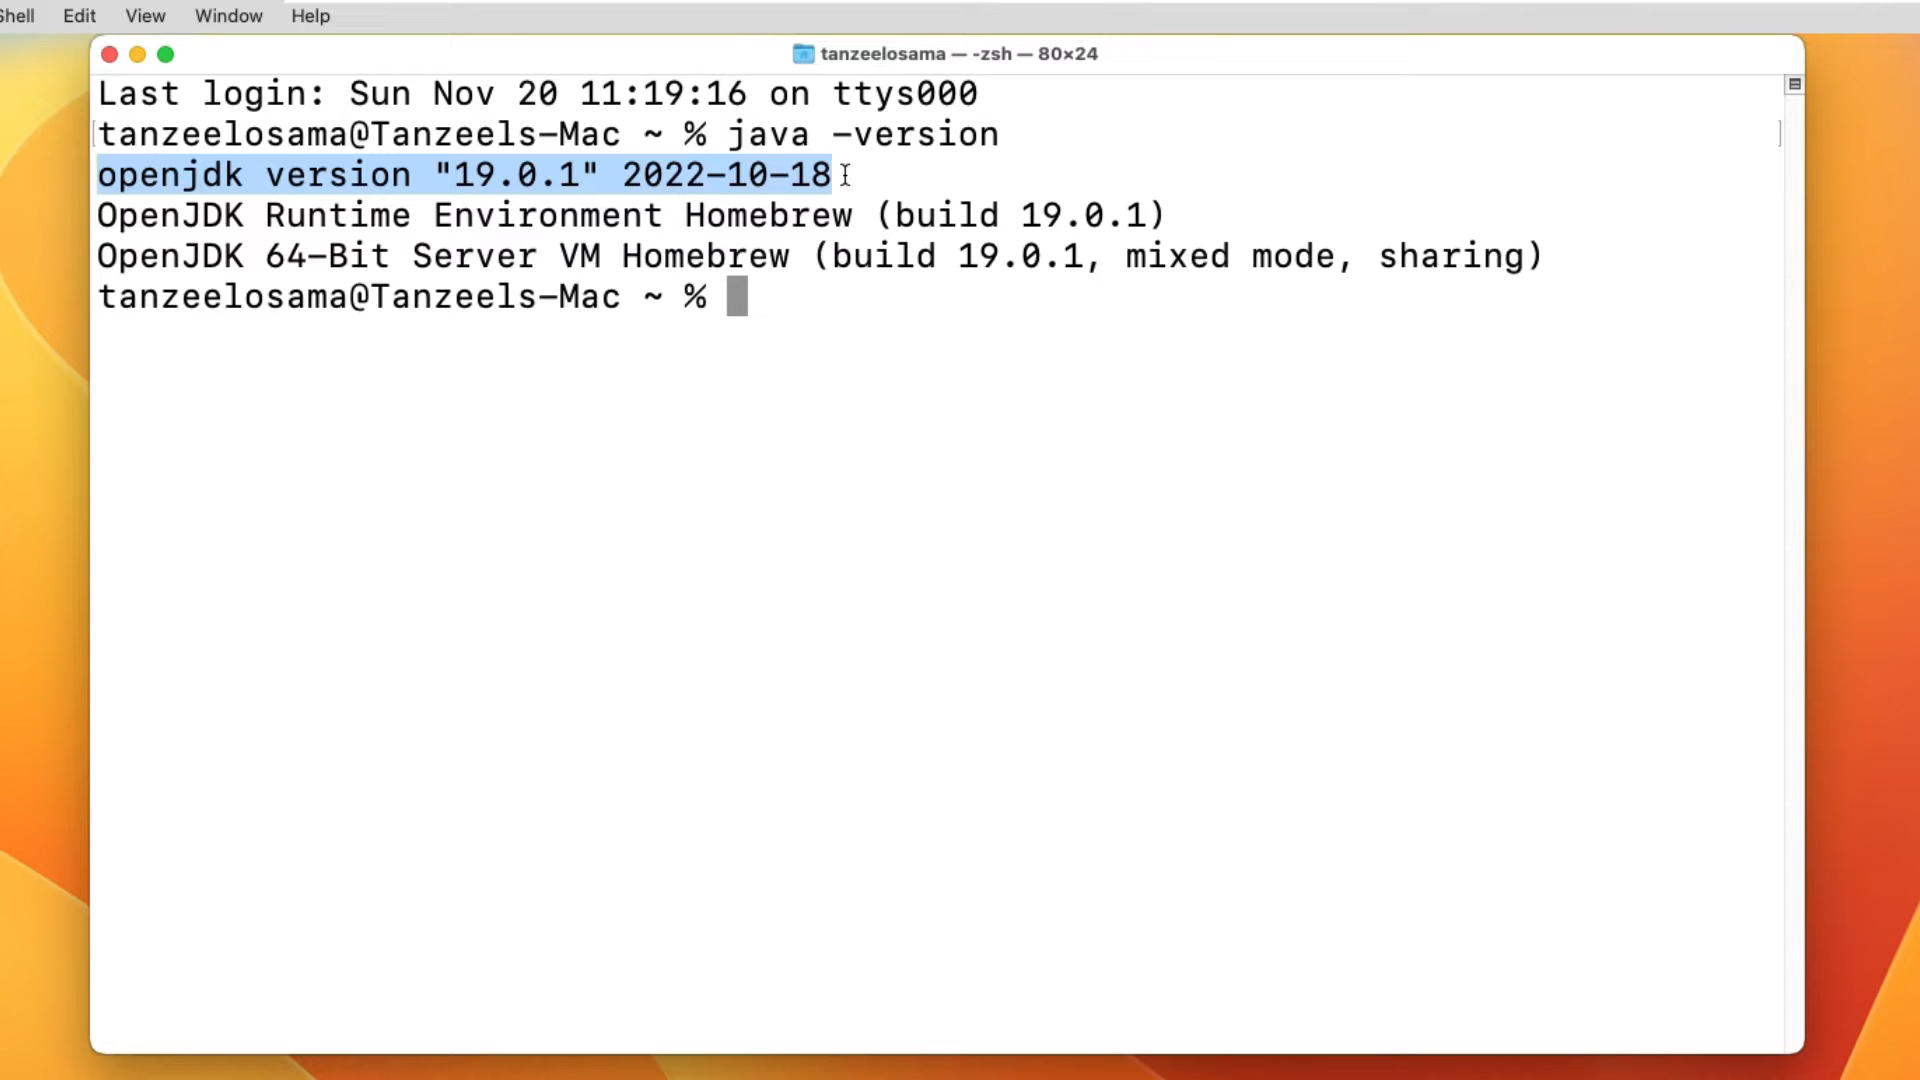 Shell Edit View Window Help
tanzeelosama — -zsh — 80×24
Last login: Sun Nov 20 11:19:16 on ttys000
[tanzeelosama@Tanzeels-Mac ~ % java -version ]
openjdk version "19.0.1" 2022-10-18
OpenJDK Runtime Environment Homebrew (build 19.0.1)
OpenJDK 64-Bit Server VM Homebrew (build 19.0.1, mixed mode, sharing)
tanzeelosama@Tanzeels-Mac ~ %